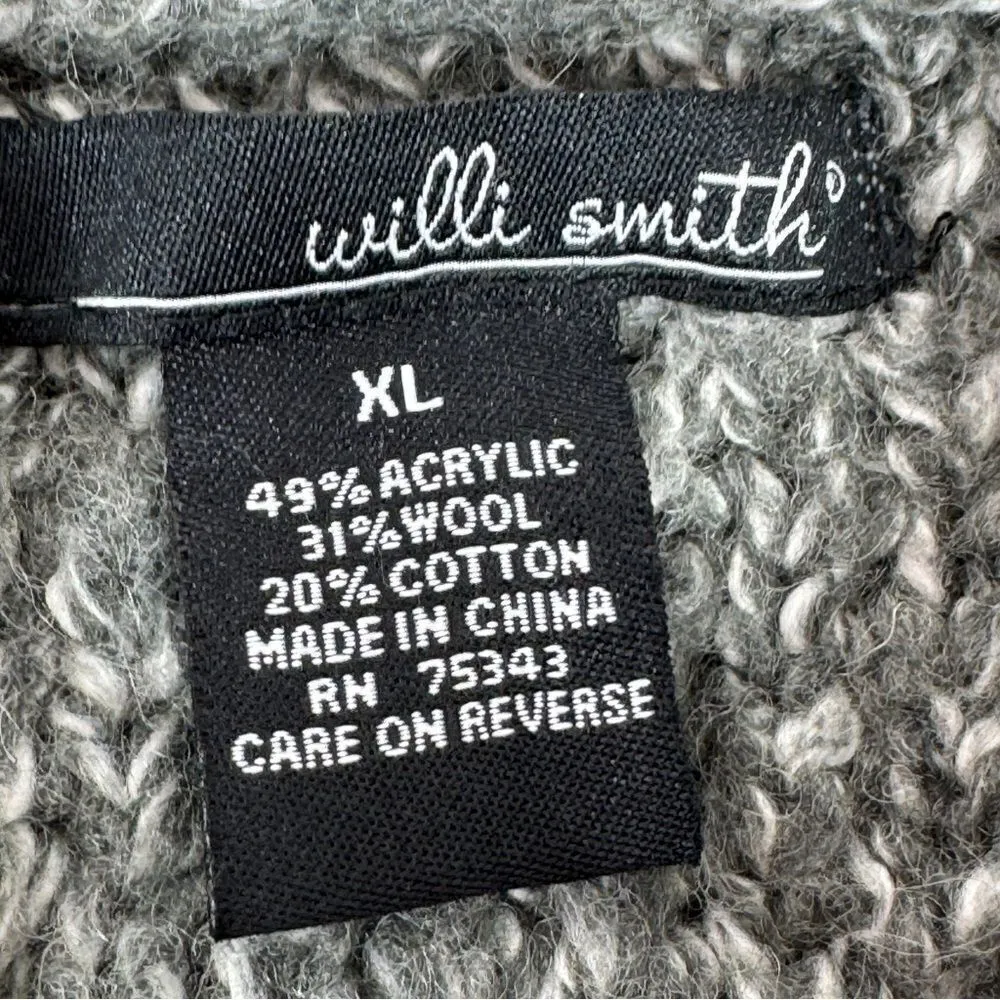 willi smith
XL
49% ACRYLIC
31% WOOL
20% COTTON
MADE IN CHINA
RN 75343
CARE ON REVERSE